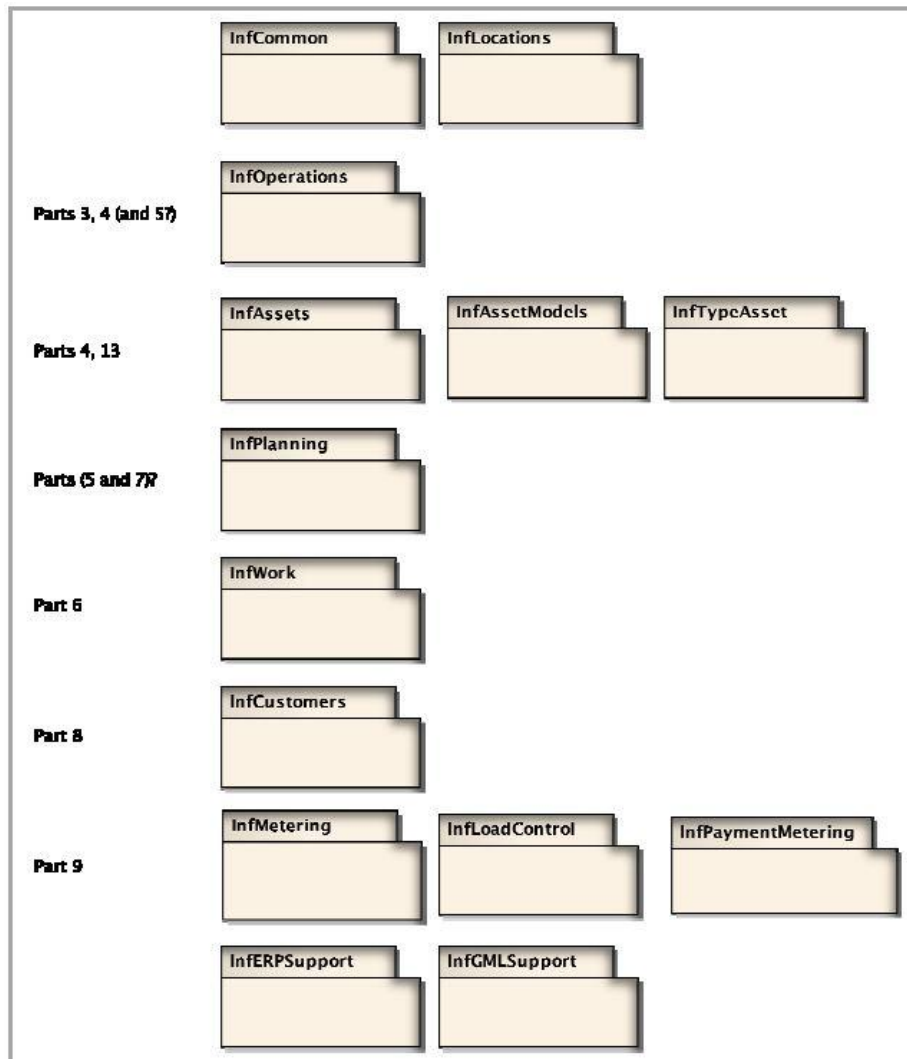 InfCommon InfLocations
InfOperations
Parts 3, 4 (and 5?)
InfAssets InfAssetModels InfTypeAsset
Parts 4, 13
InfPlanning
Parts (5 and 7)?
InfWork
Part 6
InfCustomers
Part 8
InfMetering InfLoadControl InfPaymentMetering
Part 9
InfERPSupport InfGMLSupport